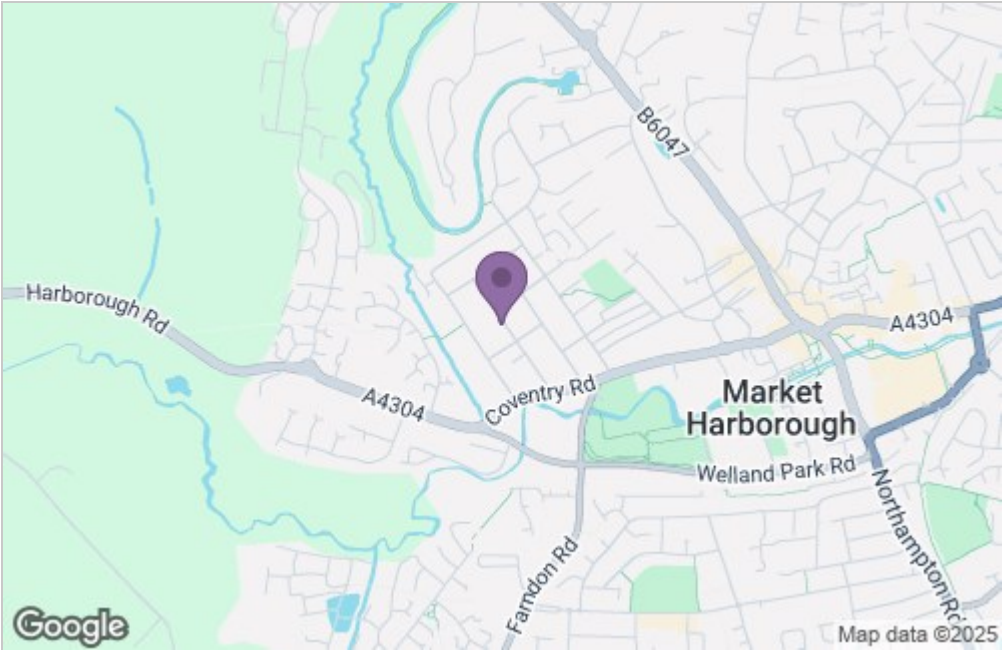 B6047
Harborough Rd
A4304
A4304
Coventry Rd
Market
Harborough
Welland Park Rd
Northampton Rd
Farndon Rd
Google
Map data ©2025